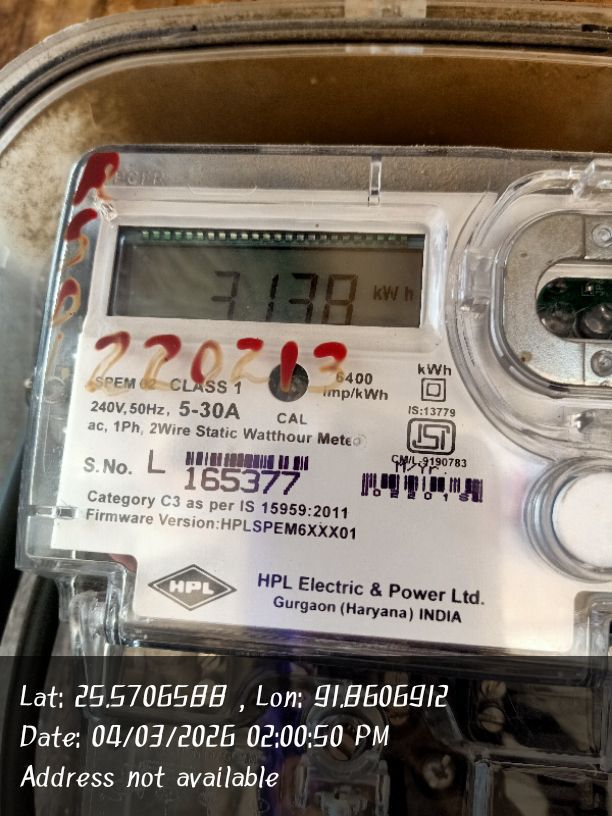 3138 kWh
220213
SPEM 02 CLASS 1
6400 imp/kWh
kWh
240V, 50Hz, 5-30A
CAL
IS:13779
ac, 1Ph, 2Wire Static Watthour Meter
ISI
CM/L-9190783
S.No. L 165377
M/Yr.
Category C3 as per IS 15959:2011
Firmware Version:HPLSPEM6XXX01
HPL
HPL Electric & Power Ltd.
Gurgaon (Haryana) INDIA
Lat: 25.5706588 , Lon: 91.8606912
Date: 04/03/2026 02:00:50 PM
Address not available